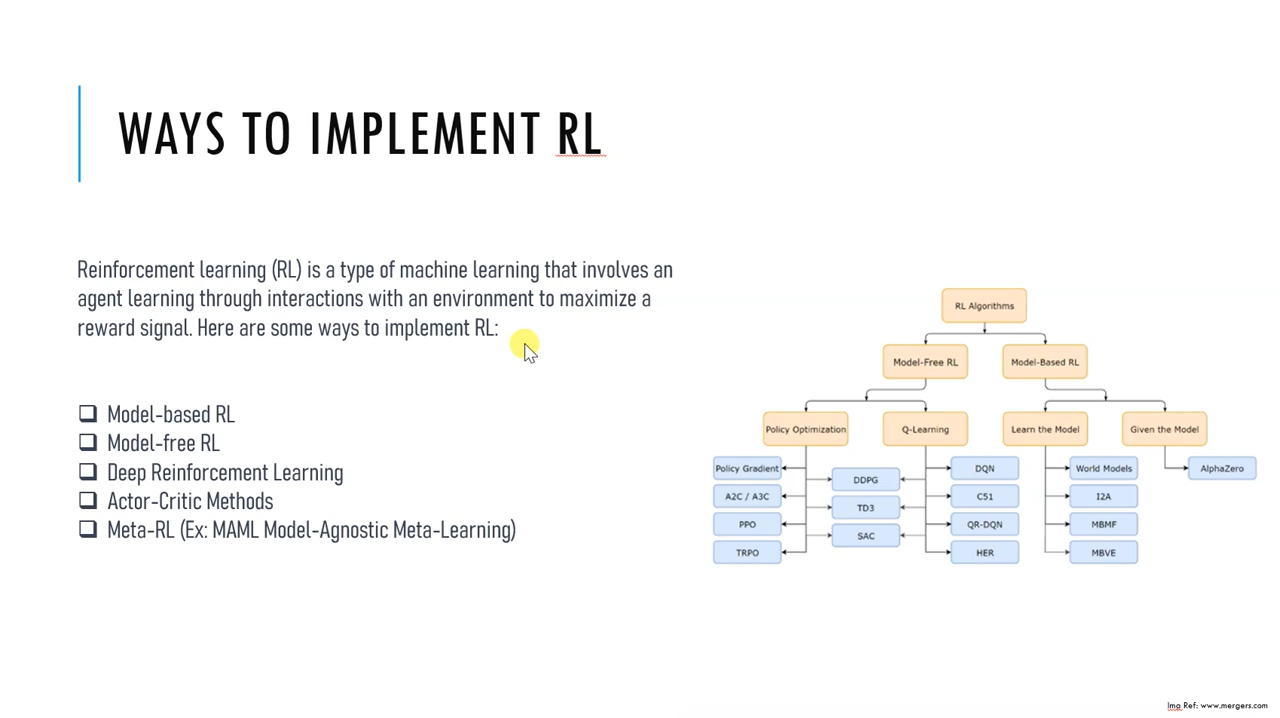 WAYS TO IMPLEMENT RL
Reinforcement learning (RL) is a type of machine learning that involves an
agent learning through interactions with an environment to maximize a
reward signal. Here are some ways to implement RL:
Model-based RL
Model-free RL
Deep Reinforcement Learning
Actor-Critic Methods
Meta-RL (Ex: MAML Model-Agnostic Meta-Learning)
RL Algorithms
Model-Free RL
Model-Based RL
Policy Optimization
Q-Learning
Learn the Model
Given the Model
Policy Gradient
A2C / A3C
PPO
TRPO
DDPG
TD3
SAC
DQN
C51
QR-DQN
HER
World Models
I2A
MBMF
MBVE
AlphaZero
Ima Ref: www.mergers.com